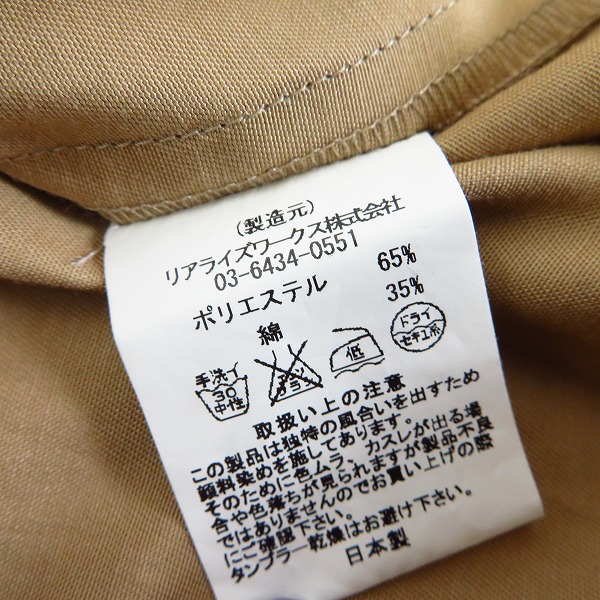 (製造元)
リアライズワークス株式会社
03-6434-0551
ポリエステル 65%
綿 35%
手洗イ
30
中性
エンソ
サラシ
低
ドライ
セキユ系
取扱い上の注意
この製品は独特の風合いを出すため
顔料染めを施してあります。
そのために色ムラ、カスレが出る場
合や色落ちが見られますが製品不良
ではありませんのでお買い上げの際
にご確認下さい。
タンブラー乾燥はお避け下さい。
日本製